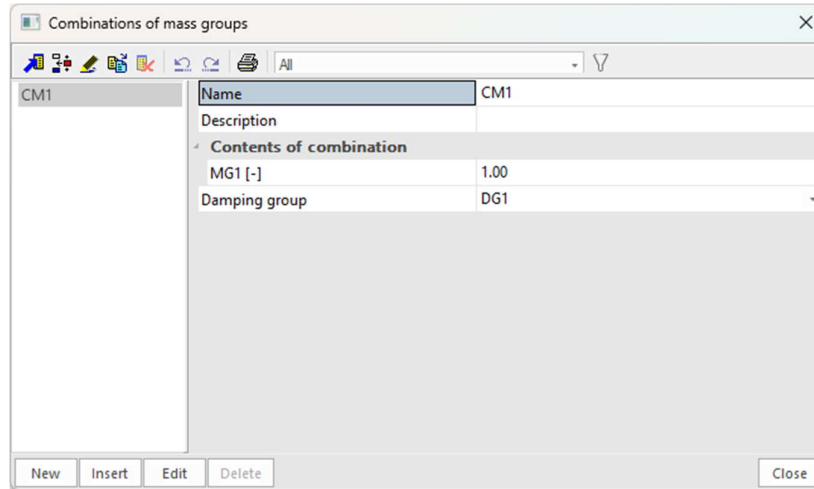 Combinations of mass groups
All
CM1
Name CM1
Description
Contents of combination
MG1 [-] 1.00
Damping group DG1
New Insert Edit Delete Close